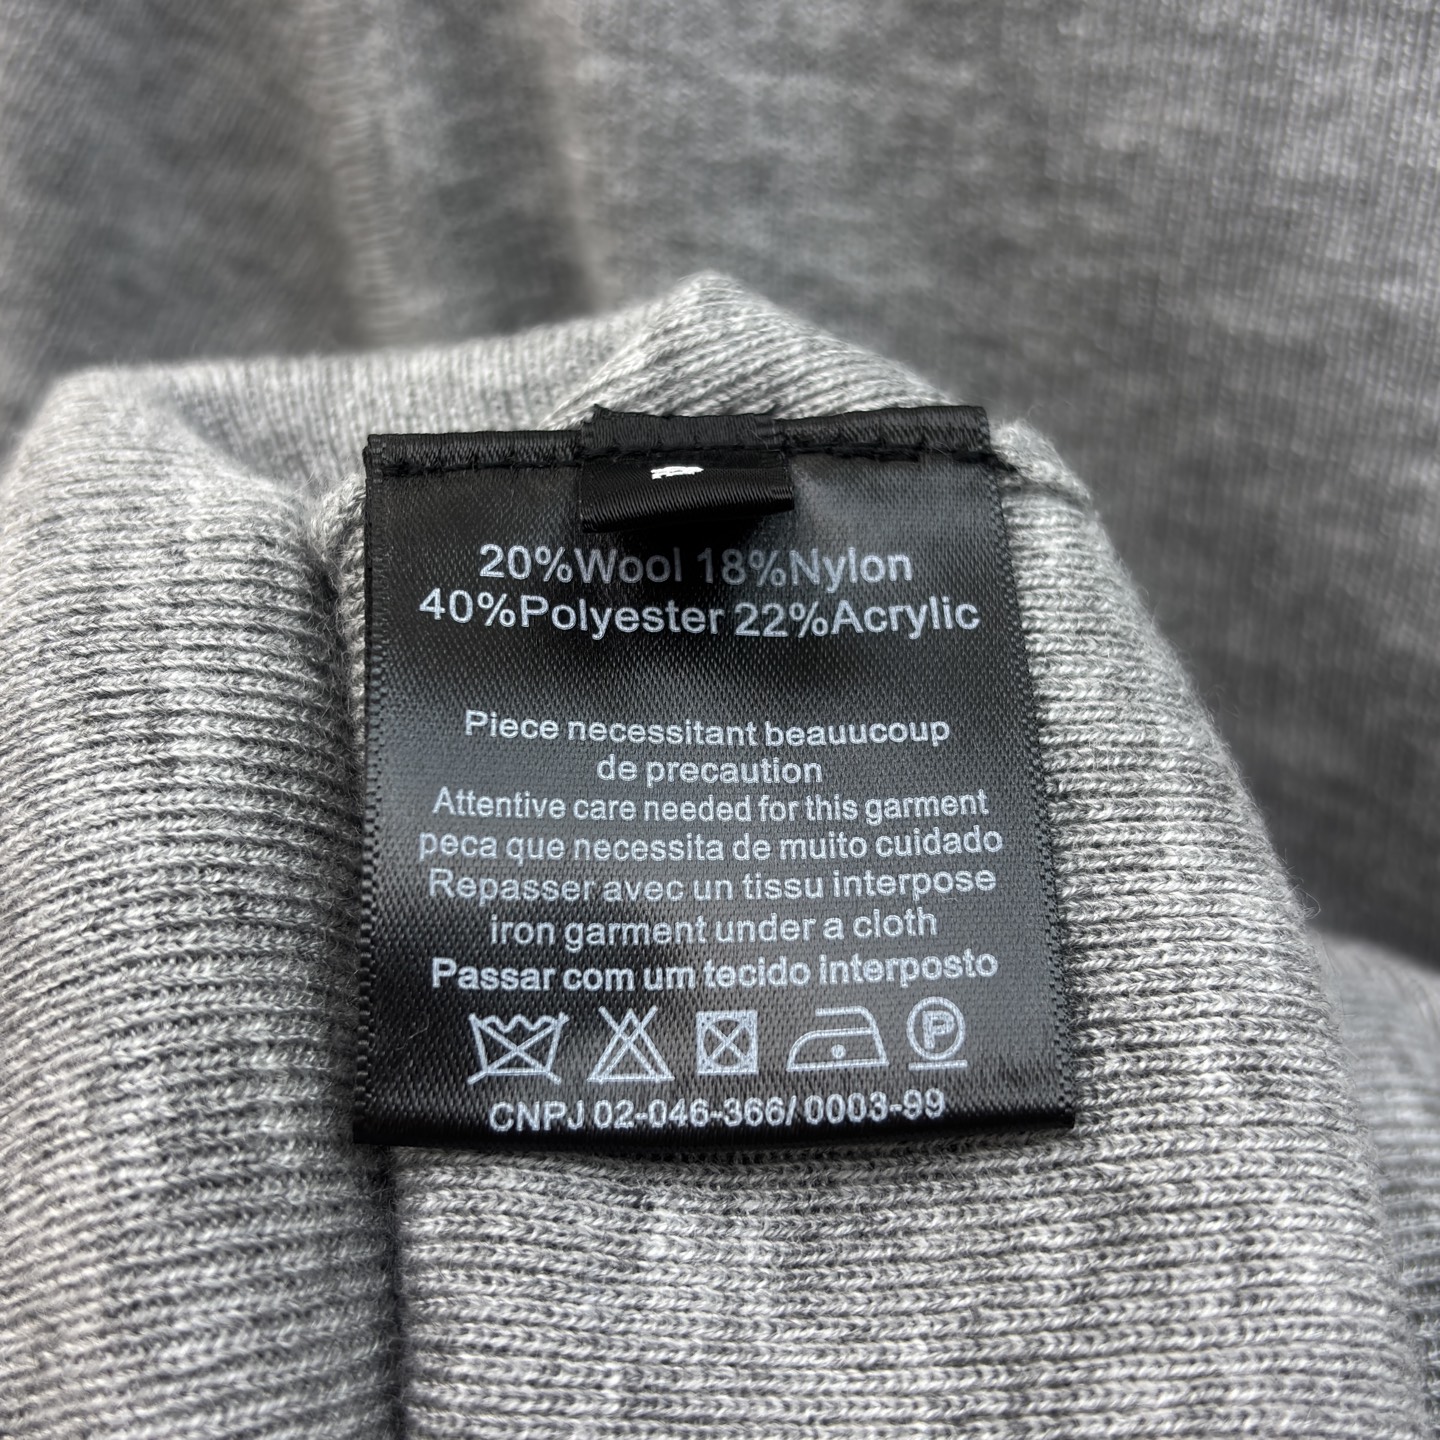 20%Wool 18%Nylon
40%Polyester 22%Acrylic
Piece necessitant beauucoup
de precaution
Attentive care needed for this garment
peca que necessita de muito cuidado
Repasser avec un tissu interpose
iron garment under a cloth
Passar com um tecido interposto
P
CNPJ 02-046-366/0003-99